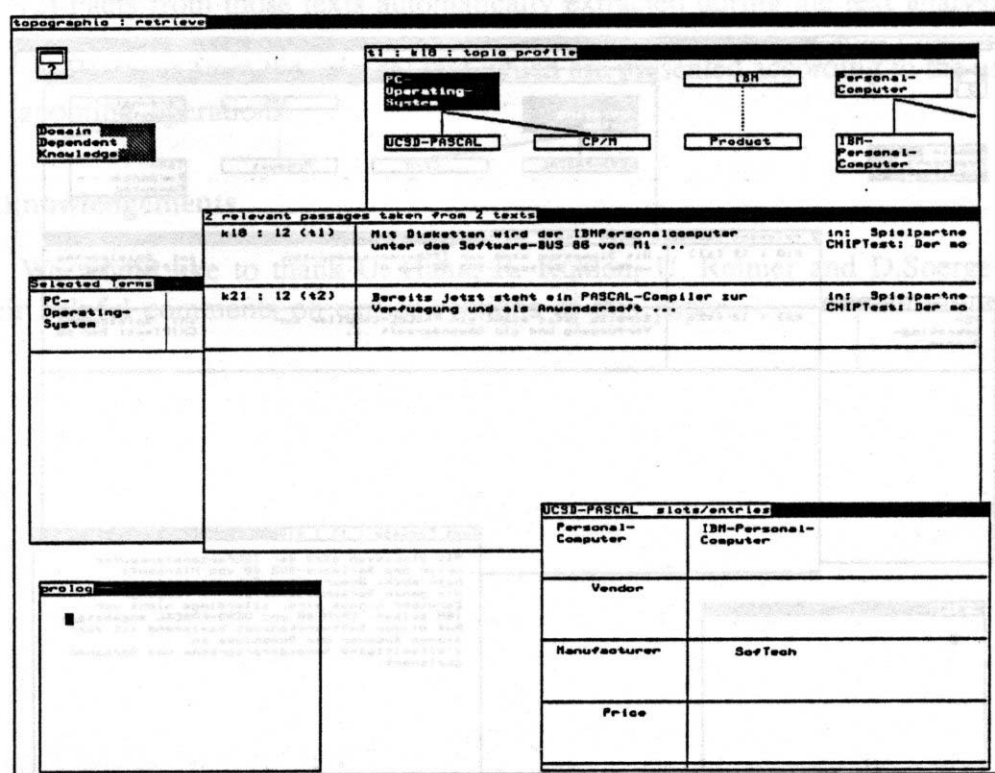 topographic : retrieve
?
Domain
Dependent
Knowledge
t1 : k18 : topic profile
PC-
Operating-
System
IBM
Personal-
Computer
UCSD-PASCAL
CP/M
Product
IBM-
Personal-
Computer
2 relevant passages taken from 2 texts
k18 : 12 (t1)
Mit Disketten wird der IBMPersonalcomputer
unter dem Software-BUS 86 von Mi ...
in: Spielpartne
CHIPTest: Der mo
k21 : 12 (t2)
Bereits jetzt steht ein PASCAL-Compiler zur
Verfuegung und als Anwendersoft ...
in: Spielpartne
CHIPTest: Der mo
Selected Terms
PC-
Operating-
System
UCSD-PASCAL slots/entries
Personal-
Computer
IBM-Personal-
Computer
Vendor
Manufacturer
SofTech
Price
prolog